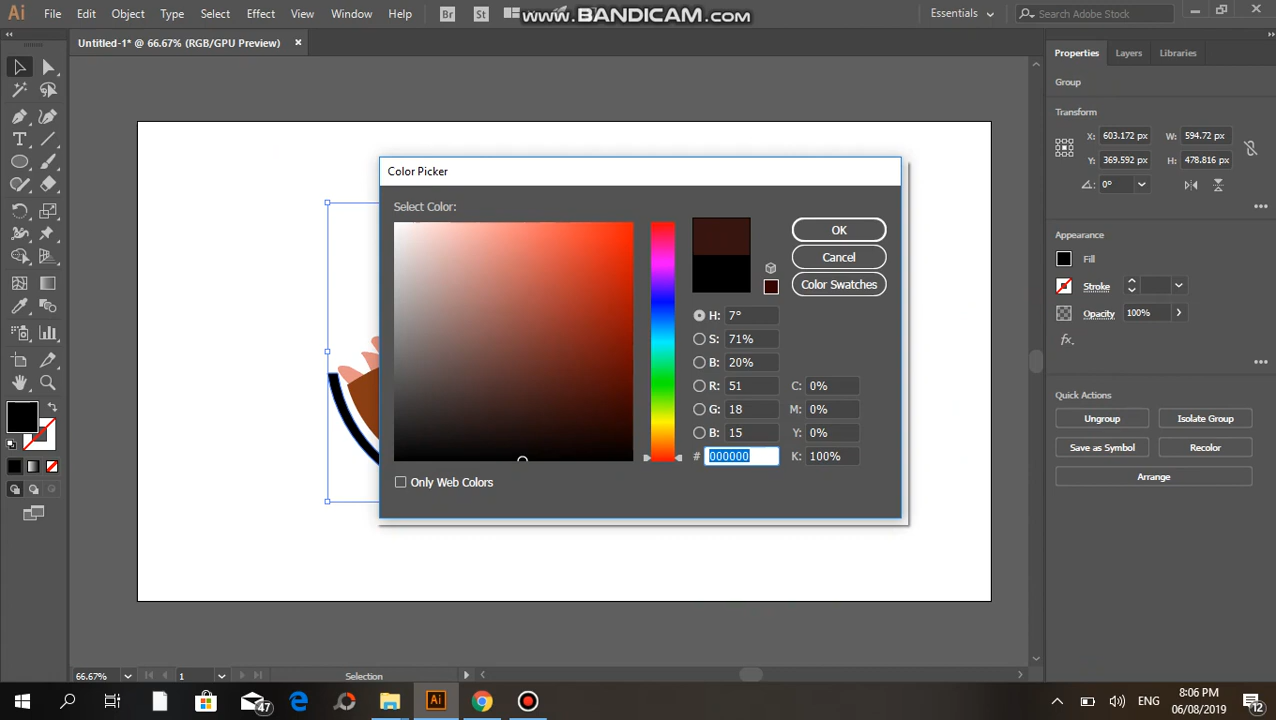 Ai File Edit Object Type Select Effect View Window Help Br St www.BANDICAM.com Essentials Search Adobe Stock
Untitled-1* @ 66.67% (RGB/GPU Preview)
Properties Layers Libraries
Group
Transform
X: 603.172 px W: 594.72 px
H: 478.816 px
0°
Appearance
Fill
Stroke
Opacity 100%
fx.
Quick Actions
Ungroup Isolate Group
Save as Symbol Recolor
Arrange
Color Picker
Select Color:
OK
Cancel
Color Swatches
H: 7°
S: 71%
B: 20%
R: 51 C: 0%
G: 18 M: 0%
B: 15 Y: 0%
# 000000 K: 100%
Only Web Colors
T
66.67% 1 Selection
47 Ai ENG 8:06 PM
06/08/2019 12